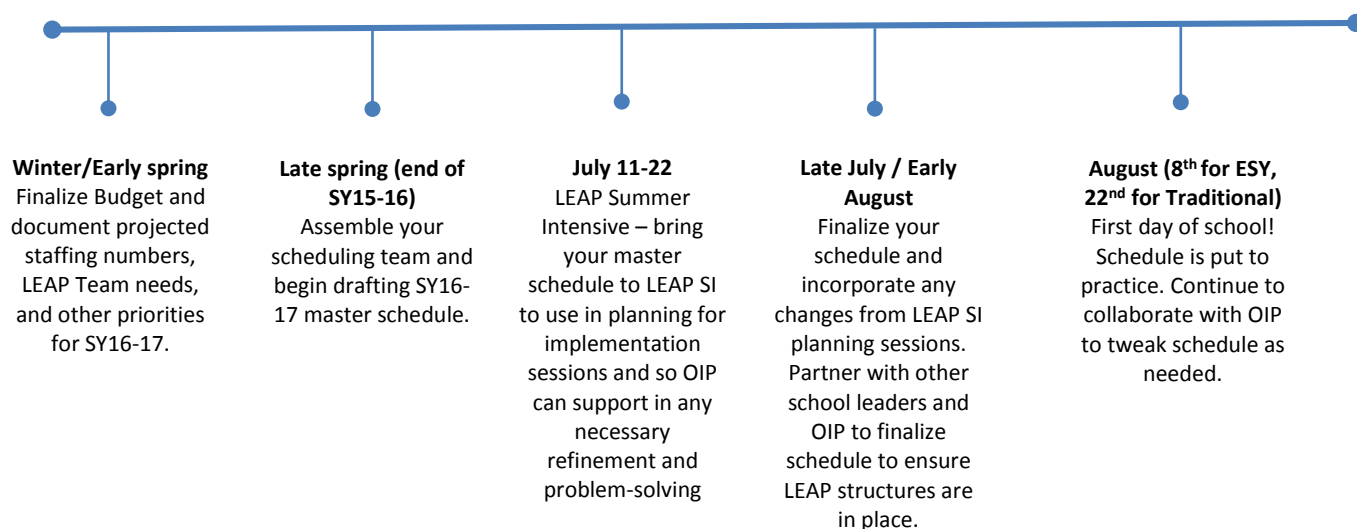 Winter/Early spring
Finalize Budget and
document projected
staffing numbers,
LEAP Team needs,
and other priorities
for SY16-17.
Late spring (end of
SY15-16)
Assemble your
scheduling team and
begin drafting SY16-
17 master schedule.
July 11-22
LEAP Summer
Intensive – bring
your master
schedule to LEAP SI
to use in planning for
implementation
sessions and so OIP
can support in any
necessary
refinement and
problem-solving
Late July / Early
August
Finalize your
schedule and
incorporate any
changes from LEAP SI
planning sessions.
Partner with other
school leaders and
OIP to finalize
schedule to ensure
LEAP structures are
in place.
August (8th for ESY,
22nd for Traditional)
First day of school!
Schedule is put to
practice. Continue to
collaborate with OIP
to tweak schedule as
needed.